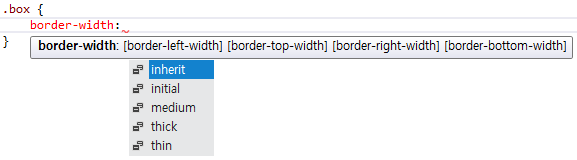 .box {
border-width:
}
border-width: [border-left-width] [border-top-width] [border-right-width] [border-bottom-width]
inherit
initial
medium
thick
thin